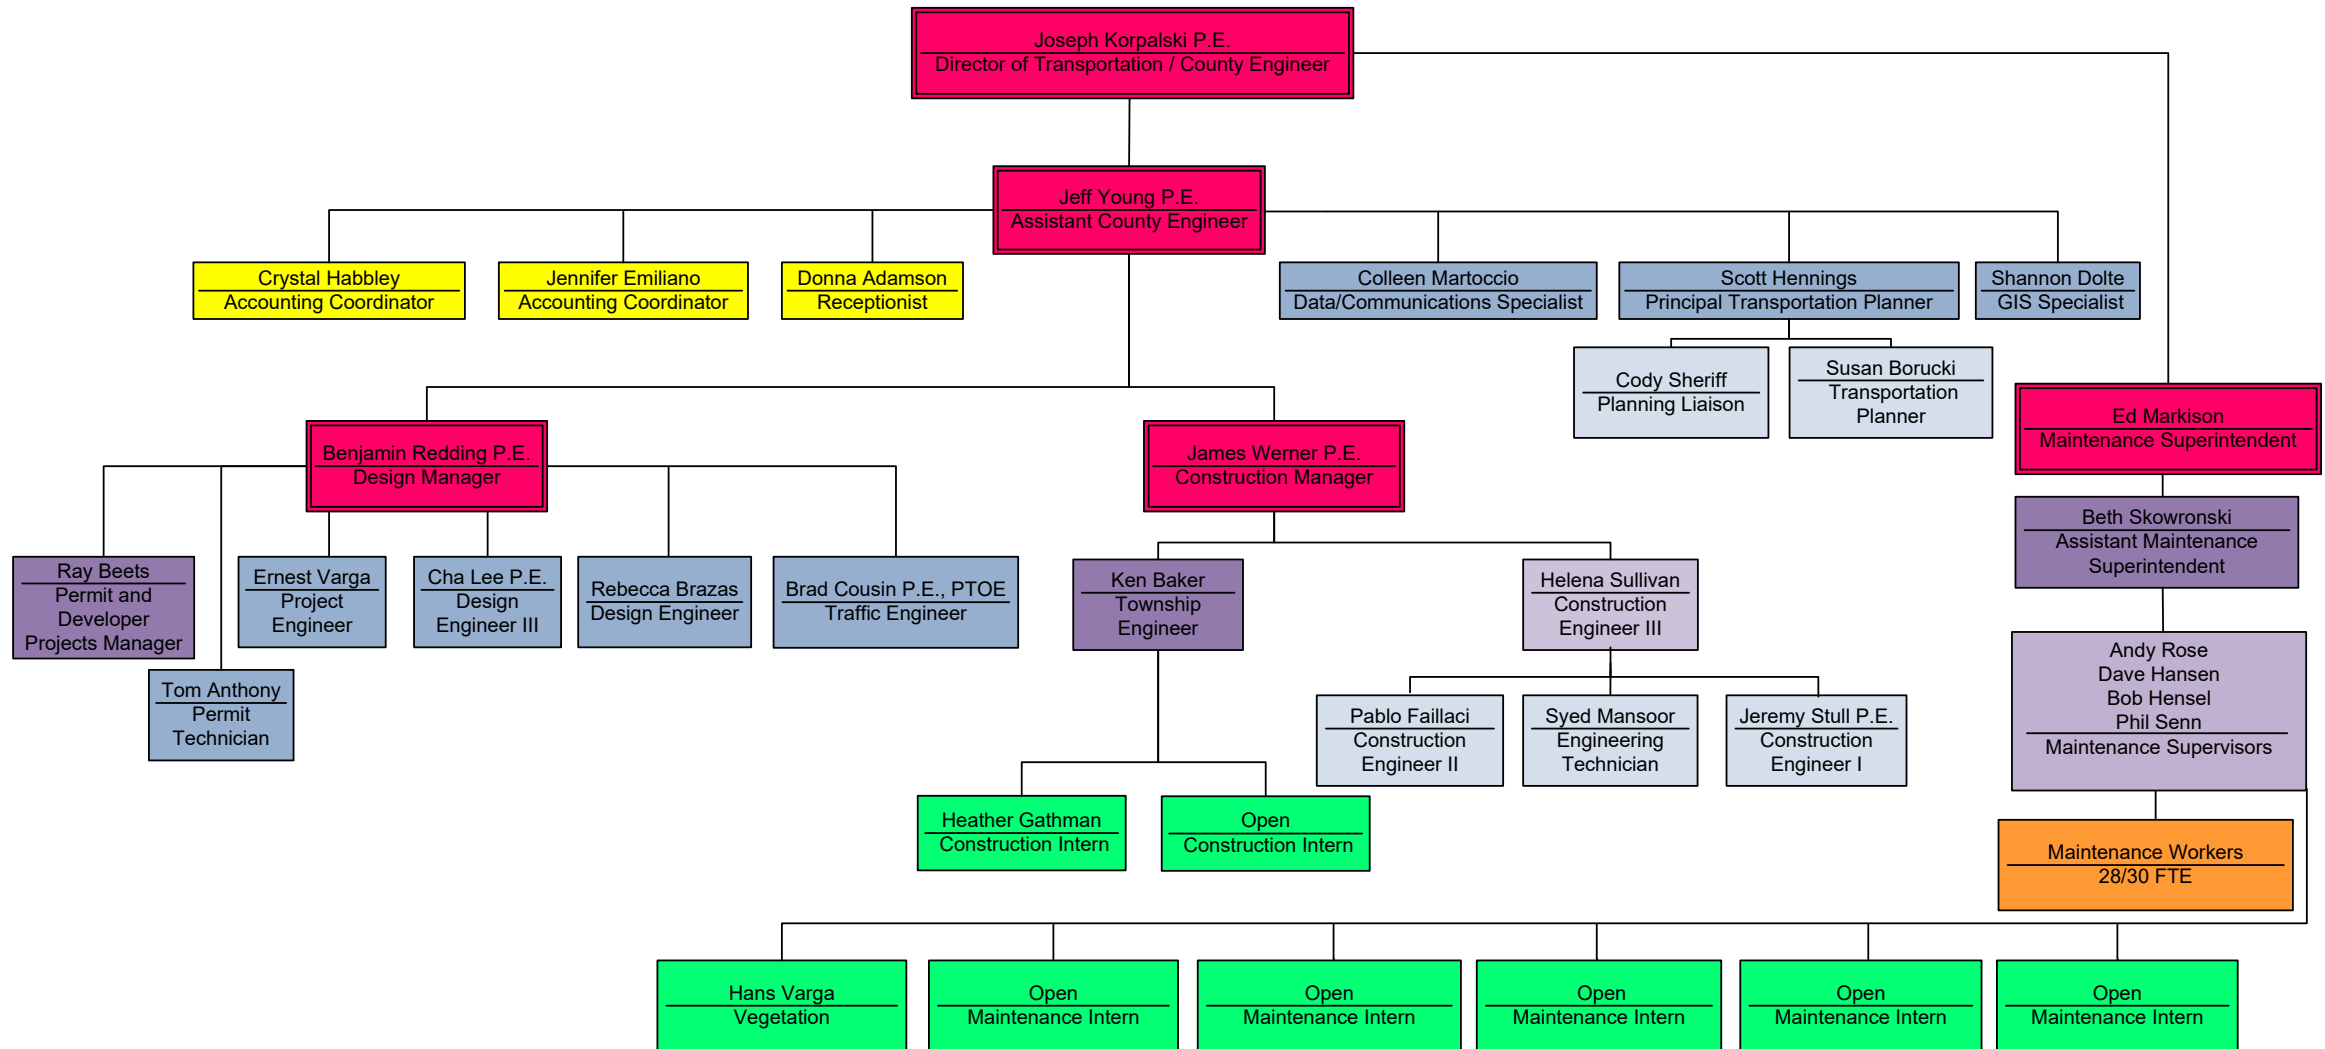 Joseph Korpalski P.E.
Director of Transportation / County Engineer
Jeff Young P.E.
Assistant County Engineer
Crystal Habbley
Accounting Coordinator
Jennifer Emiliano
Accounting Coordinator
Donna Adamson
Receptionist
Colleen Martoccio
Data/Communications Specialist
Scott Hennings
Principal Transportation Planner
Shannon Dolte
GIS Specialist
Cody Sheriff
Planning Liaison
Susan Borucki
Transportation
Planner
Ed Markison
Maintenance Superintendent
Benjamin Redding P.E.
Design Manager
James Werner P.E.
Construction Manager
Beth Skowronski
Assistant Maintenance
Superintendent
Ray Beets
Permit and
Developer
Projects Manager
Ernest Varga
Project
Engineer
Cha Lee P.E.
Design
Engineer III
Rebecca Brazas
Design Engineer
Brad Cousin P.E., PTOE
Traffic Engineer
Ken Baker
Township
Engineer
Helena Sullivan
Construction
Engineer III
Tom Anthony
Permit
Technician
Pablo Faillaci
Construction
Engineer II
Syed Mansoor
Engineering
Technician
Jeremy Stull P.E.
Construction
Engineer I
Andy Rose
Dave Hansen
Bob Hensel
Phil Senn
Maintenance Supervisors
Heather Gathman
Construction Intern
Open
Construction Intern
Maintenance Workers
28/30 FTE
Hans Varga
Vegetation
Open
Maintenance Intern
Open
Maintenance Intern
Open
Maintenance Intern
Open
Maintenance Intern
Open
Maintenance Intern